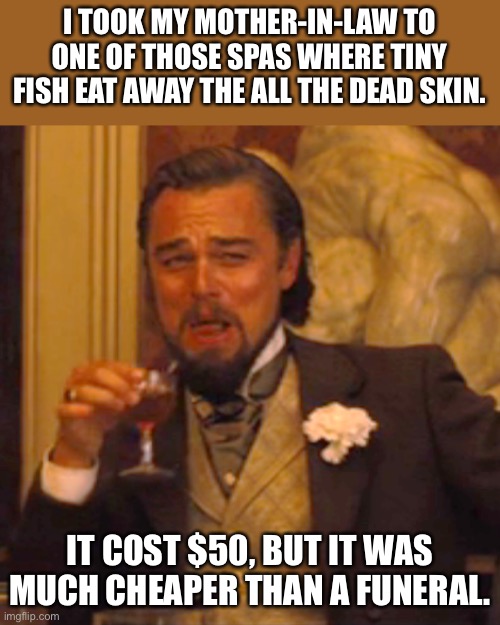 I TOOK MY MOTHER-IN-LAW TO
ONE OF THOSE SPAS WHERE TINY
FISH EAT AWAY THE ALL THE DEAD SKIN.
IT COST $50, BUT IT WAS
MUCH CHEAPER THAN A FUNERAL.
imgflip.com